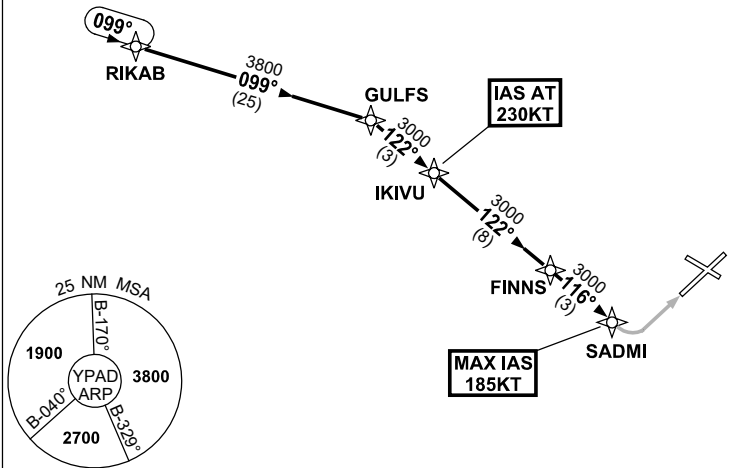 099°
RIKAB
3800
099°
(25)
GULFS
IAS AT
230KT
3000
122°
(3)
IKIVU
3000
122°
(8)
FINNS
3000
116°
(3)
SADMI
MAX IAS
185KT
25 NM MSA
B-170°
1900
3800
YPAD
ARP
B-040°
B-329°
2700